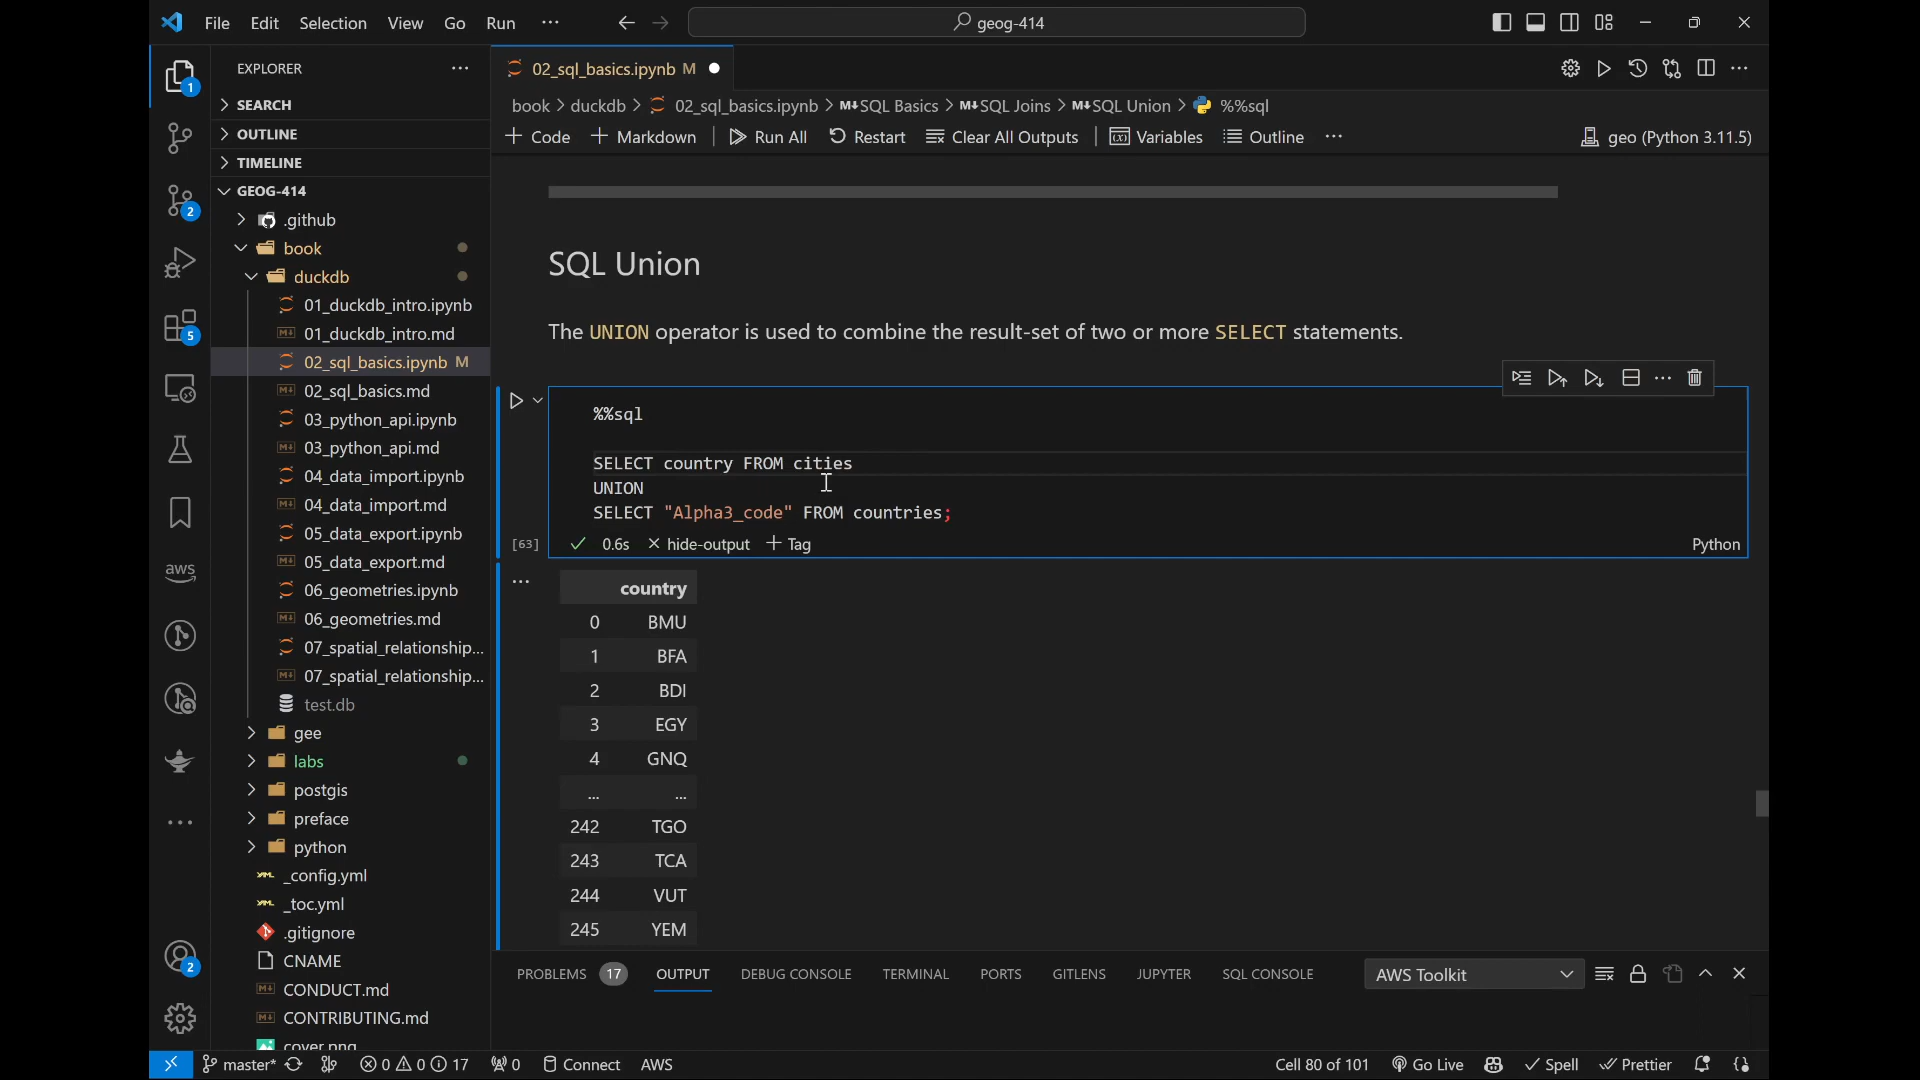 File Edit Selection View Go Run ··· geog-414
EXPLORER ···
SEARCH
OUTLINE
TIMELINE
GEOG-414
.github
book
duckdb
01_duckdb_intro.ipynb
01_duckdb_intro.md
02_sql_basics.ipynb M
02_sql_basics.md
03_python_api.ipynb
03_python_api.md
04_data_import.ipynb
04_data_import.md
05_data_export.ipynb
05_data_export.md
06_geometries.ipynb
06_geometries.md
07_spatial_relationship...
07_spatial_relationship...
test.db
gee
labs
postgis
preface
python
_config.yml
_toc.yml
.gitignore
CNAME
CONDUCT.md
CONTRIBUTING.md
cover.png
1
2
5
aws
2
02_sql_basics.ipynb M
book > duckdb > 02_sql_basics.ipynb > M↓SQL Basics > M↓SQL Joins > M↓SQL Union > %%sql
+ Code + Markdown Run All Restart Clear All Outputs Variables Outline ··· geo (Python 3.11.5)
SQL Union
The UNION operator is used to combine the result-set of two or more SELECT statements.
%%sql
SELECT country FROM cities
UNION
SELECT "Alpha3_code" FROM countries;
[63] ✓ 0.6s × hide-output + Tag Python
country
0 BMU
1 BFA
2 BDI
3 EGY
4 GNQ
... ...
242 TGO
243 TCA
244 VUT
245 YEM
PROBLEMS 17 OUTPUT DEBUG CONSOLE TERMINAL PORTS GITLENS JUPYTER SQL CONSOLE AWS Toolkit
master* 0 0 17 0 Connect AWS Cell 80 of 101 Go Live Spell Prettier